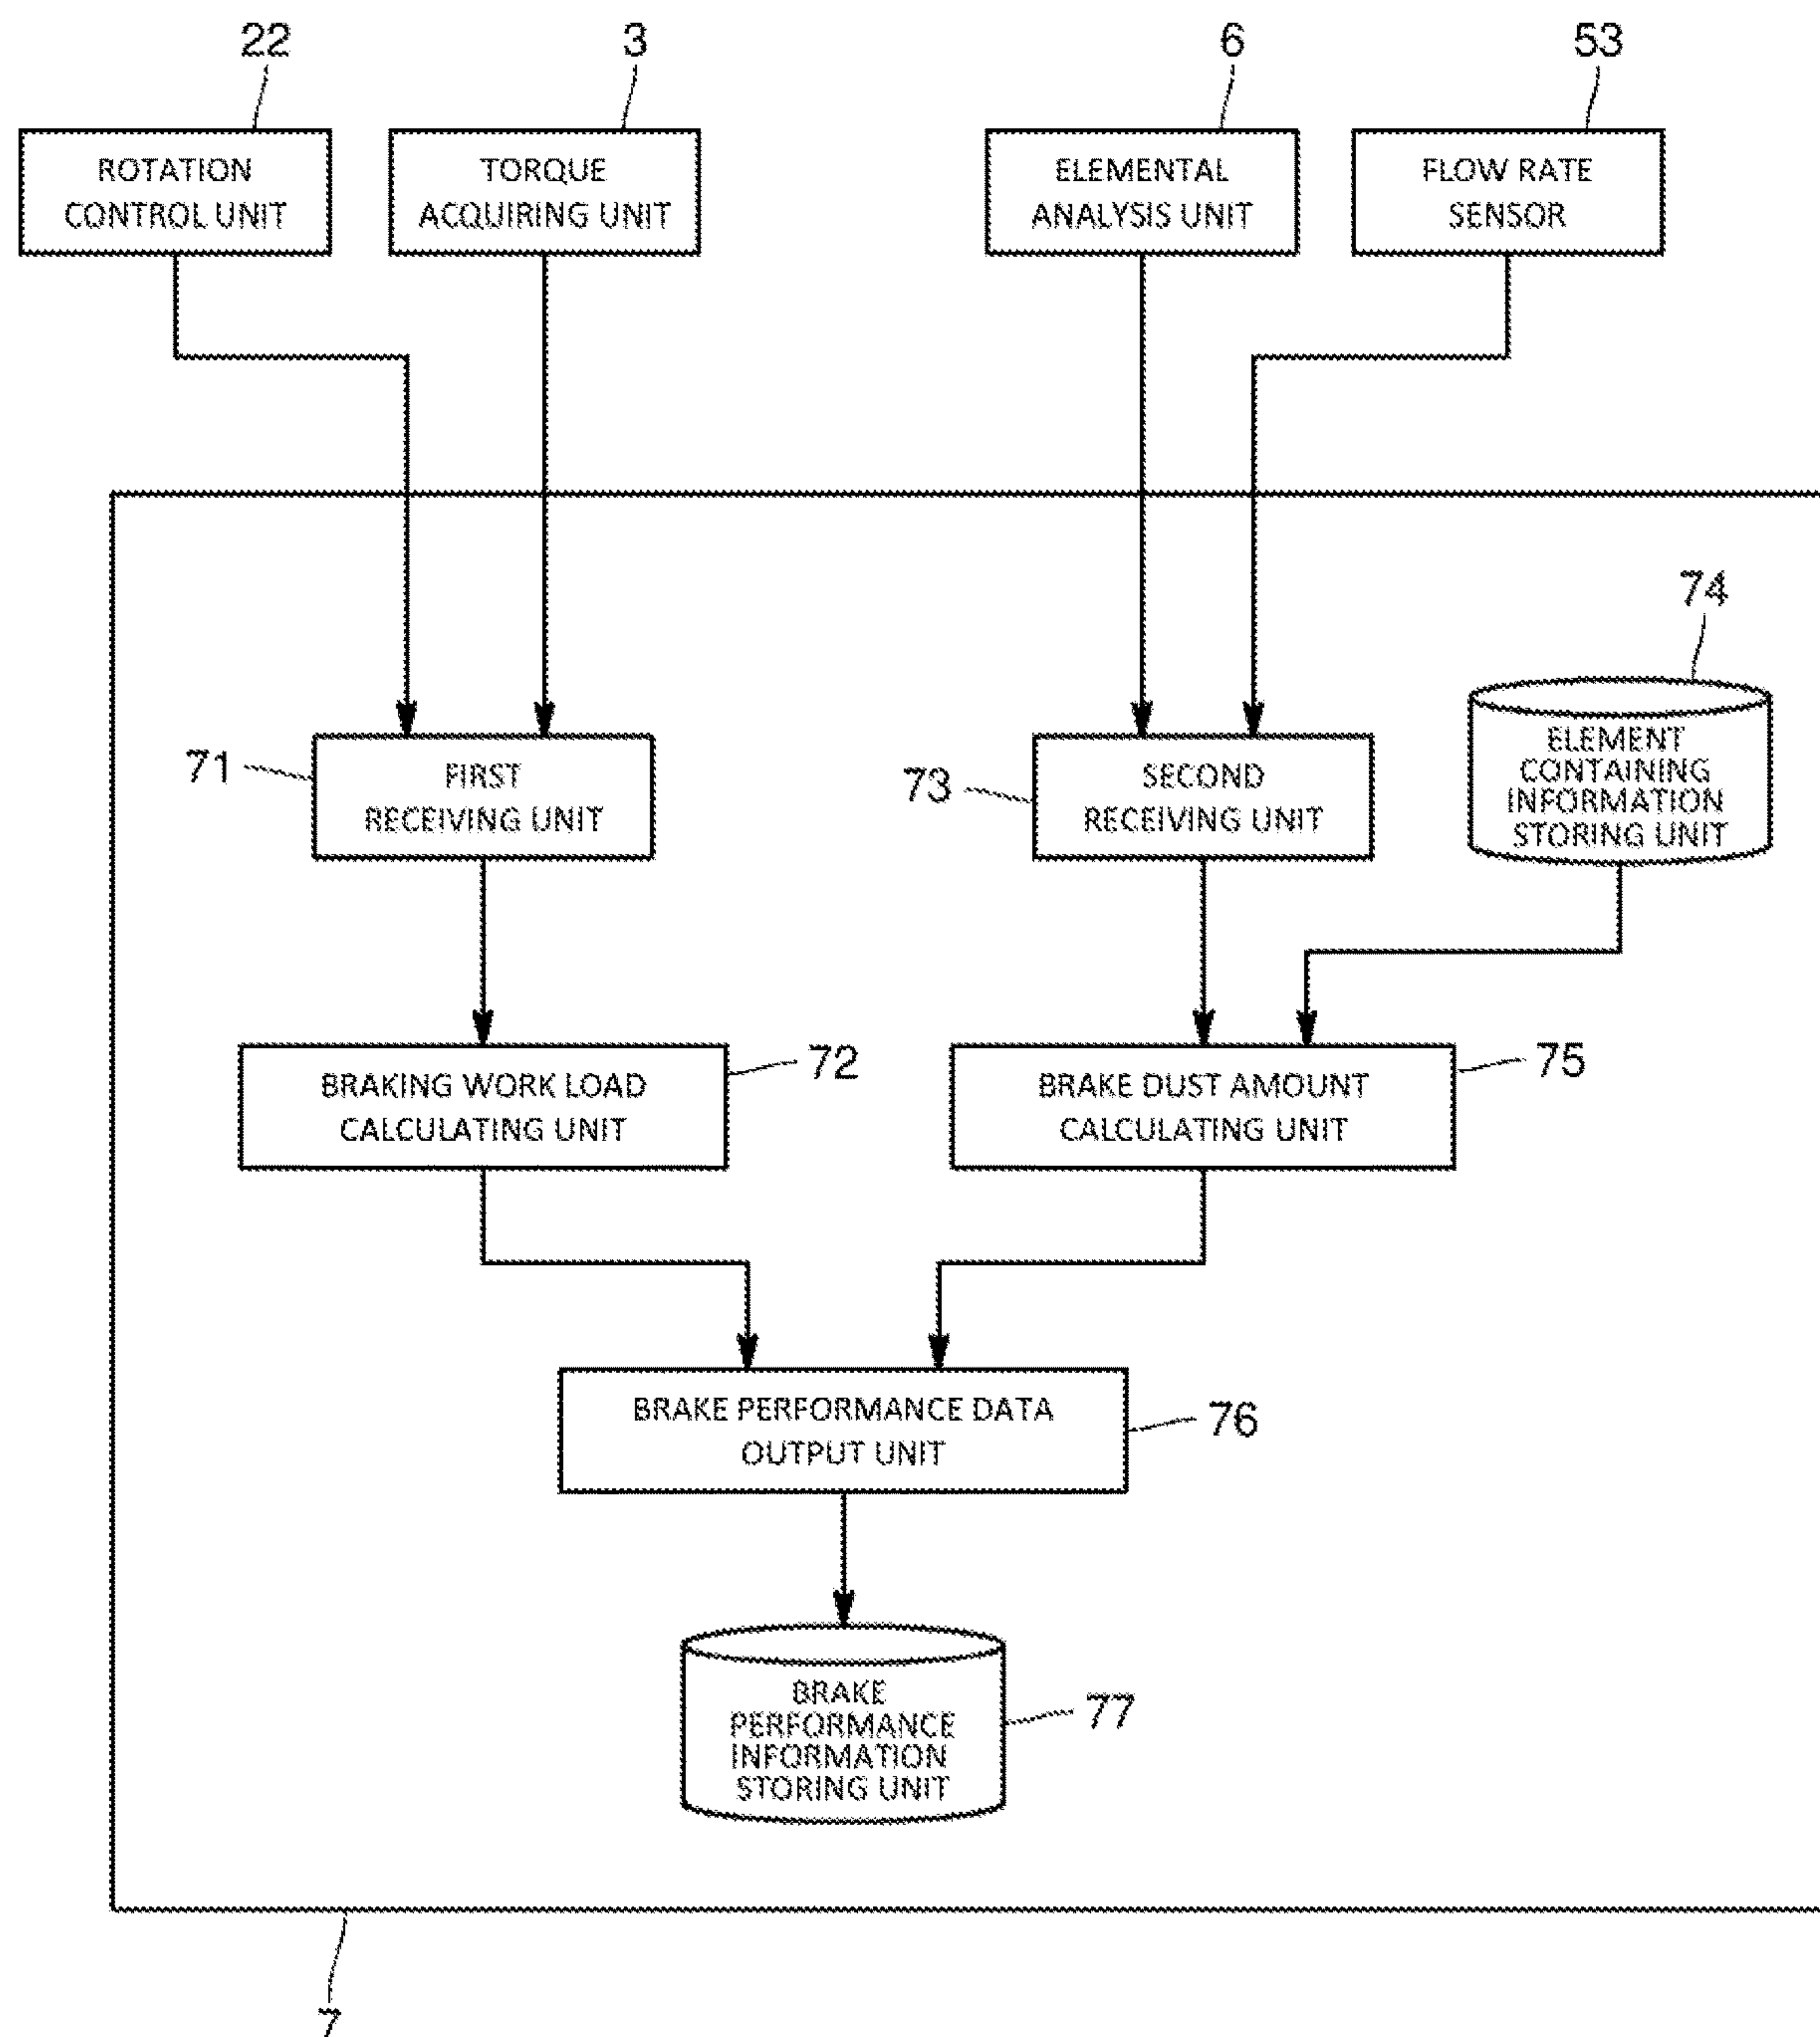 22
3
6
53
ROTATION
CONTROL UNIT
TORQUE
ACQUIRING UNIT
ELEMENTAL
ANALYSIS UNIT
FLOW RATE
SENSOR
74
ELEMENT
CONTAINING
INFORMATION
STORING UNIT
71
FIRST
RECEIVING UNIT
73
SECOND
RECEIVING UNIT
BRAKING WORK LOAD
CALCULATING UNIT
72
BRAKE DUST AMOUNT
CALCULATING UNIT
75
BRAKE PERFORMANCE DATA
OUTPUT UNIT
76
BRAKE
PERFORMANCE
INFORMATION
STORING UNIT
77
7